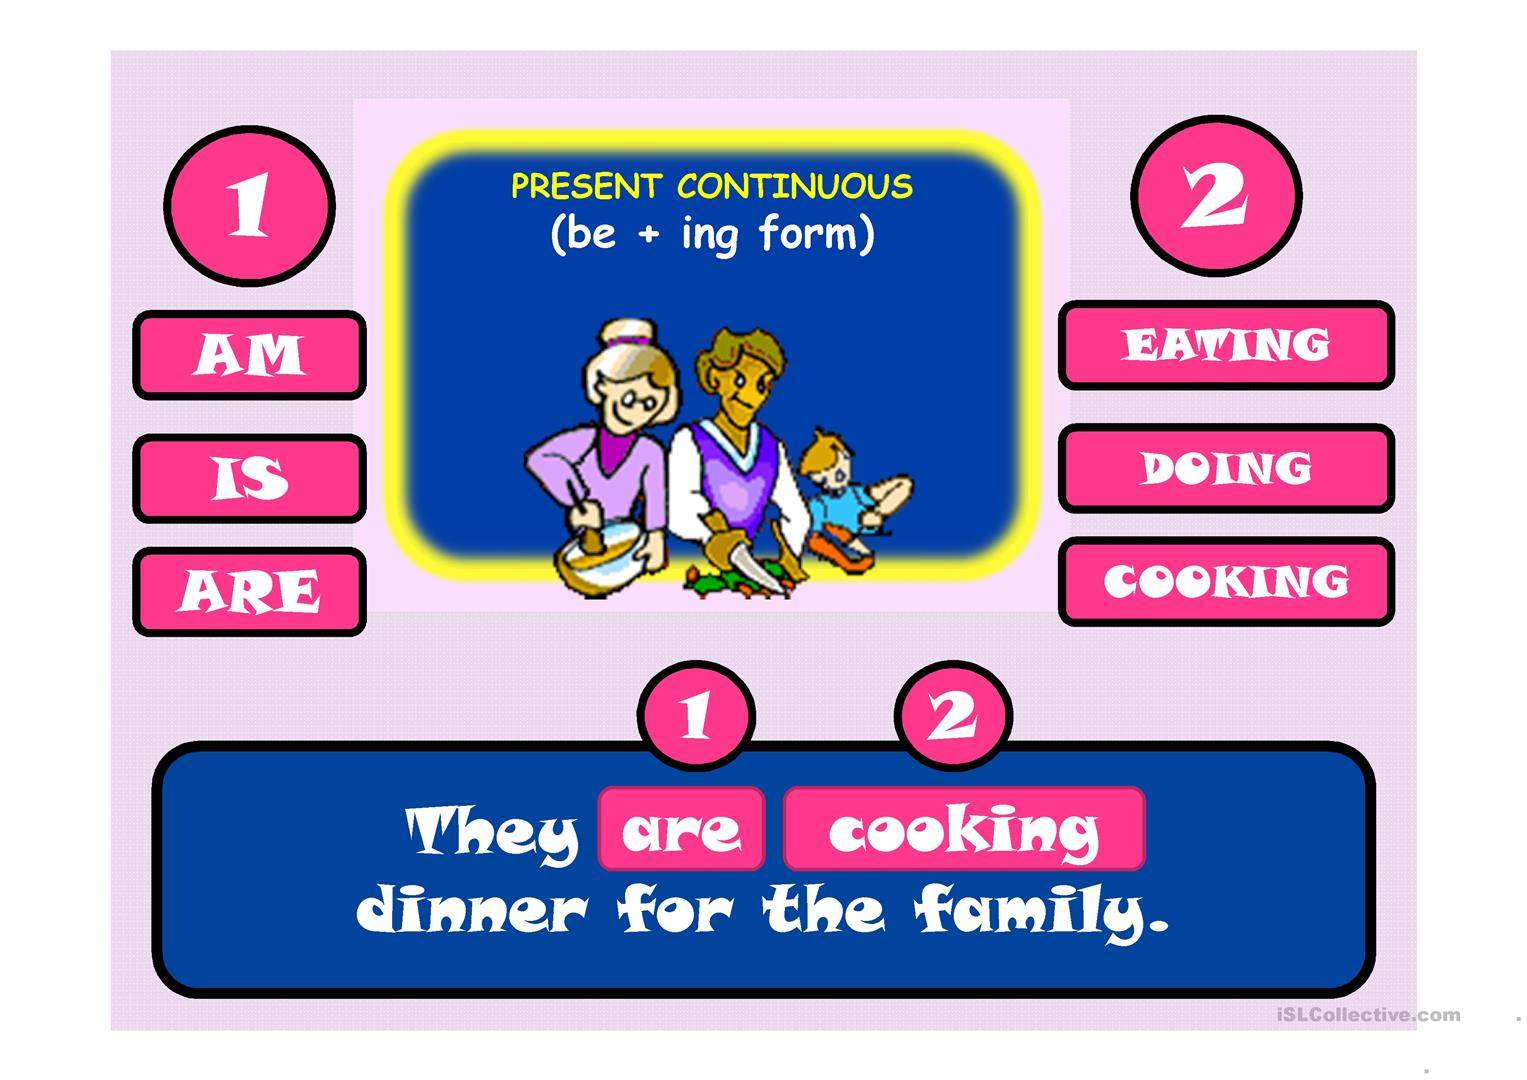 1
2
PRESENT CONTINUOUS
(be + ing form)
AM
IS
ARE
EATING
DOING
COOKING
1
2
They are cooking
dinner for the family.
iSLCollective.com